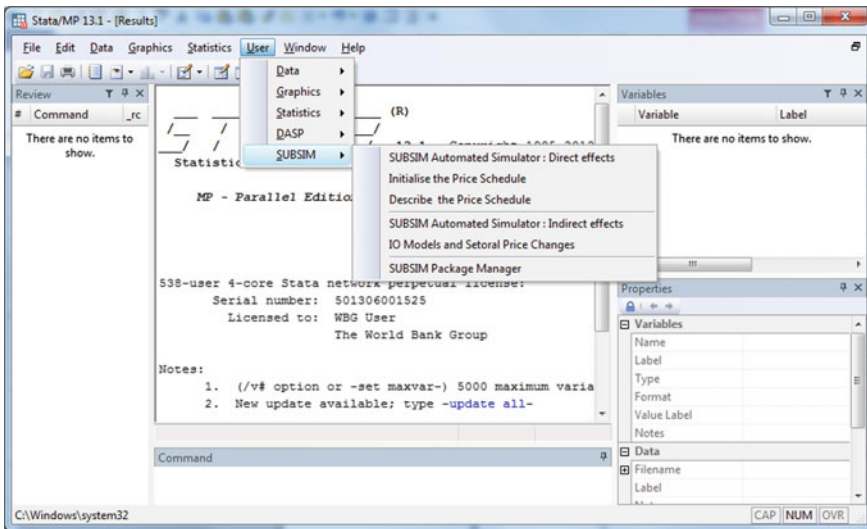 Stata/MP 13.1 - [Results]
File Edit Data Graphics Statistics User Window Help
Review
# Command _rc
There are no items to
show.
Data
Graphics
Statistics
DASP
SUBSIM
(R)
Statistic
MP - Parallel Editio
SUBSIM Automated Simulator : Direct effects
Initialise the Price Schedule
Describe the Price Schedule
SUBSIM Automated Simulator : Indirect effects
IO Models and Setoral Price Changes
SUBSIM Package Manager
538-user 4-core Stata network perpetual license:
Serial number: 501306001525
Licensed to: WBG User
The World Bank Group
Notes:
1. (/v# option or -set maxvar-) 5000 maximum varia
2. New update available; type -update all-
Command
Variables
Variable Label
There are no items to show.
Properties
Variables
Name
Label
Type
Format
Value Label
Notes
Data
Filename
Label
C:\Windows\system32
CAP NUM OVR